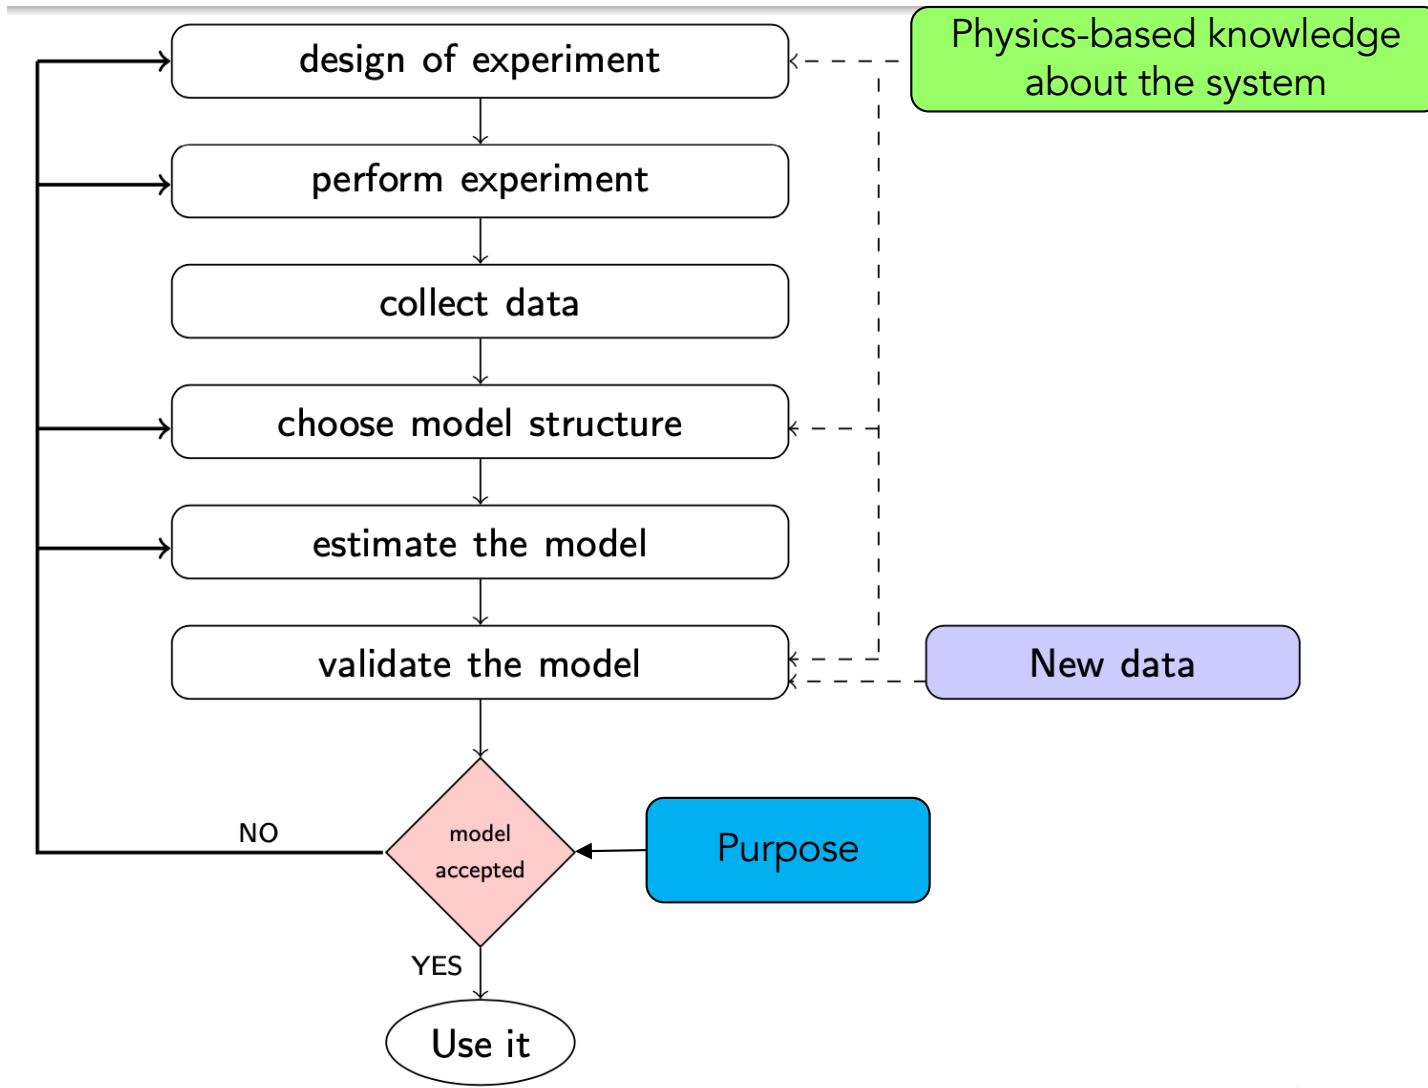 Physics-based knowledge
about the system
design of experiment
perform experiment
collect data
choose model structure
estimate the model
validate the model
New data
NO
model
accepted
Purpose
YES
Use it